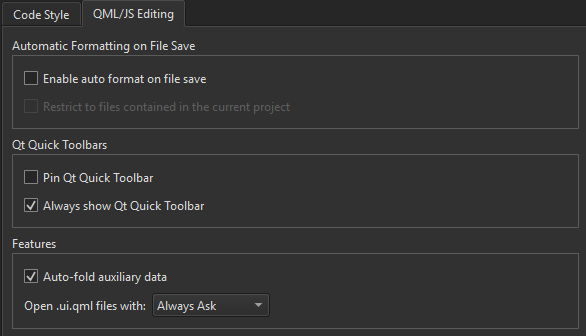 Code Style
QML/JS Editing
Automatic Formatting on File Save
Enable auto format on file save
Restrict to files contained in the current project
Qt Quick Toolbars
Pin Qt Quick Toolbar
Always show Qt Quick Toolbar
Features
Auto-fold auxiliary data
Open .ui.qml files with: Always Ask